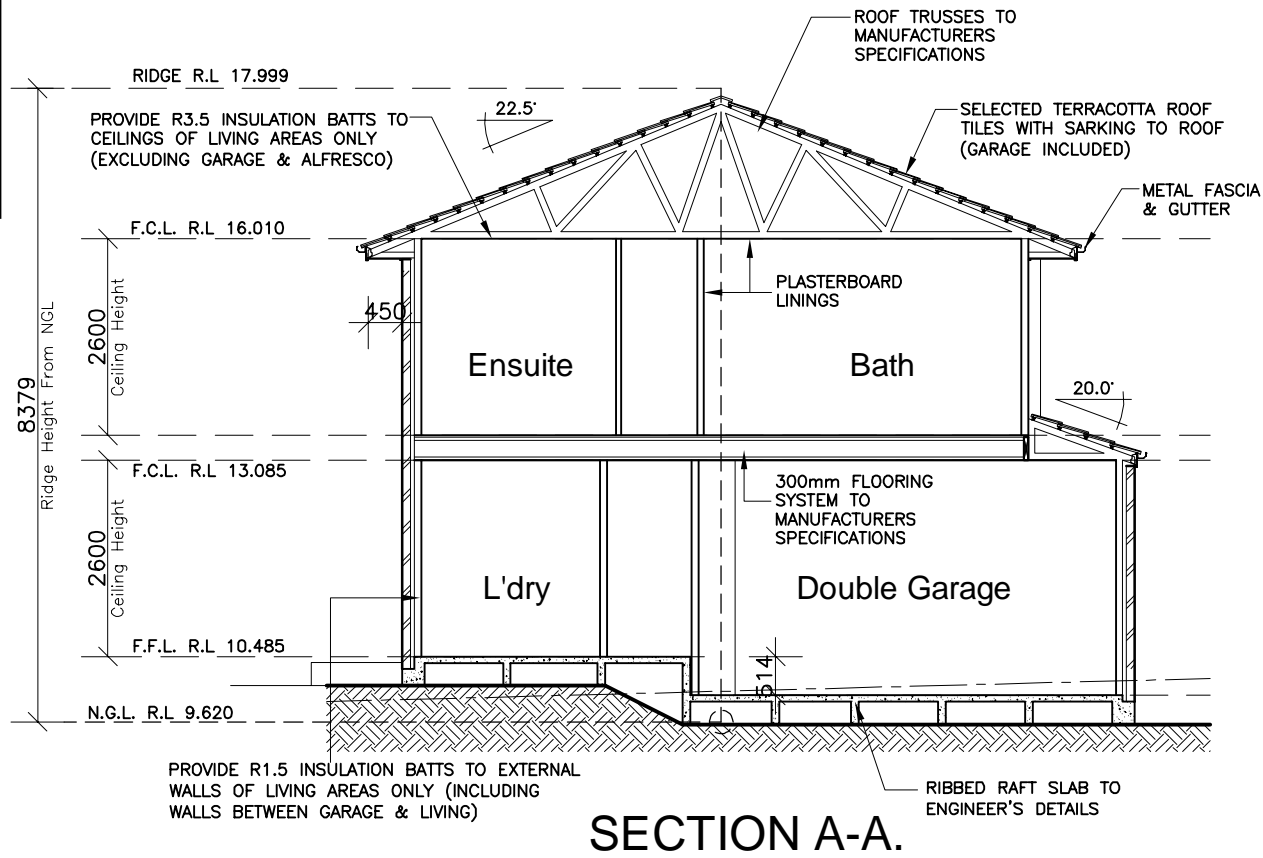 ROOF TRUSSES TO
MANUFACTURERS
SPECIFICATIONS
RIDGE R.L 17.999
PROVIDE R3.5 INSULATION BATTS TO
CEILINGS OF LIVING AREAS ONLY
(EXCLUDING GARAGE & ALFRESCO)
22.5°
SELECTED TERRACOTTA ROOF
TILES WITH SARKING TO ROOF
(GARAGE INCLUDED)
METAL FASCIA
& GUTTER
F.C.L. R.L 16.010
PLASTERBOARD
LININGS
450
2600
Ceiling Height
Ensuite
Bath
20.0°
8379
Ridge Height From NGL
F.C.L. R.L 13.085
300mm FLOORING
SYSTEM TO
MANUFACTURERS
SPECIFICATIONS
2600
Ceiling Height
L'dry
Double Garage
F.F.L. R.L 10.485
514
N.G.L. R.L 9.620
PROVIDE R1.5 INSULATION BATTS TO EXTERNAL
WALLS OF LIVING AREAS ONLY (INCLUDING
WALLS BETWEEN GARAGE & LIVING)
RIBBED RAFT SLAB TO
ENGINEER'S DETAILS
SECTION A-A.